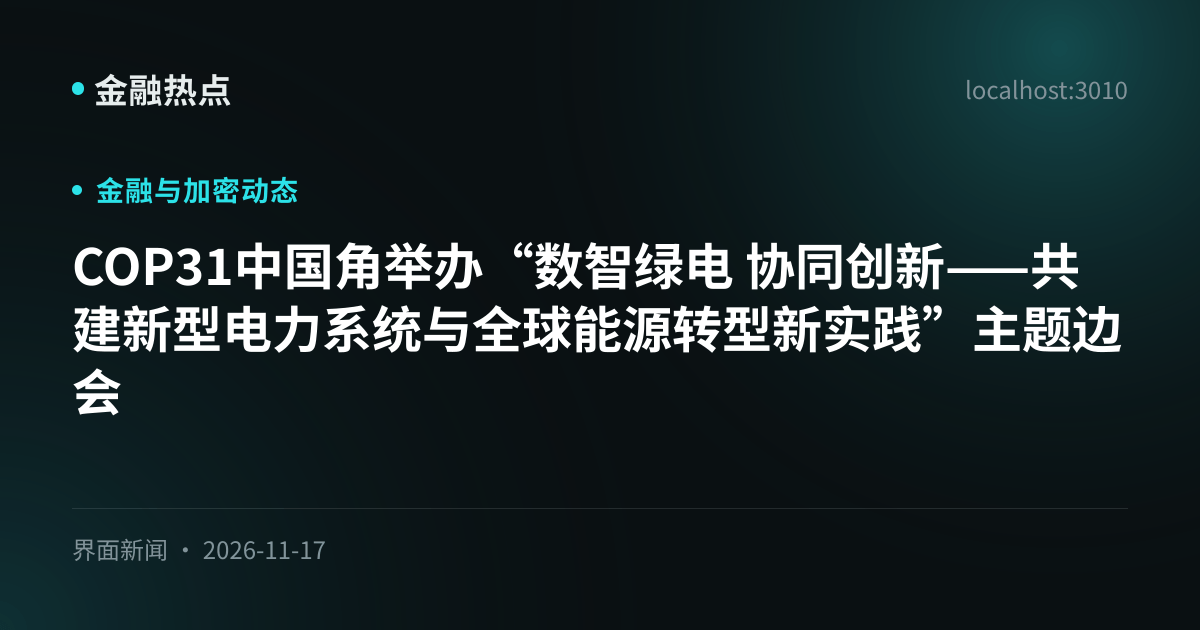 金融热点
localhost:3010
金融与加密动态
COP31中国角举办“数智绿电 协同创新——共
建新型电力系统与全球能源转型新实践”主题边
会
界面新闻 · 2026-11-17